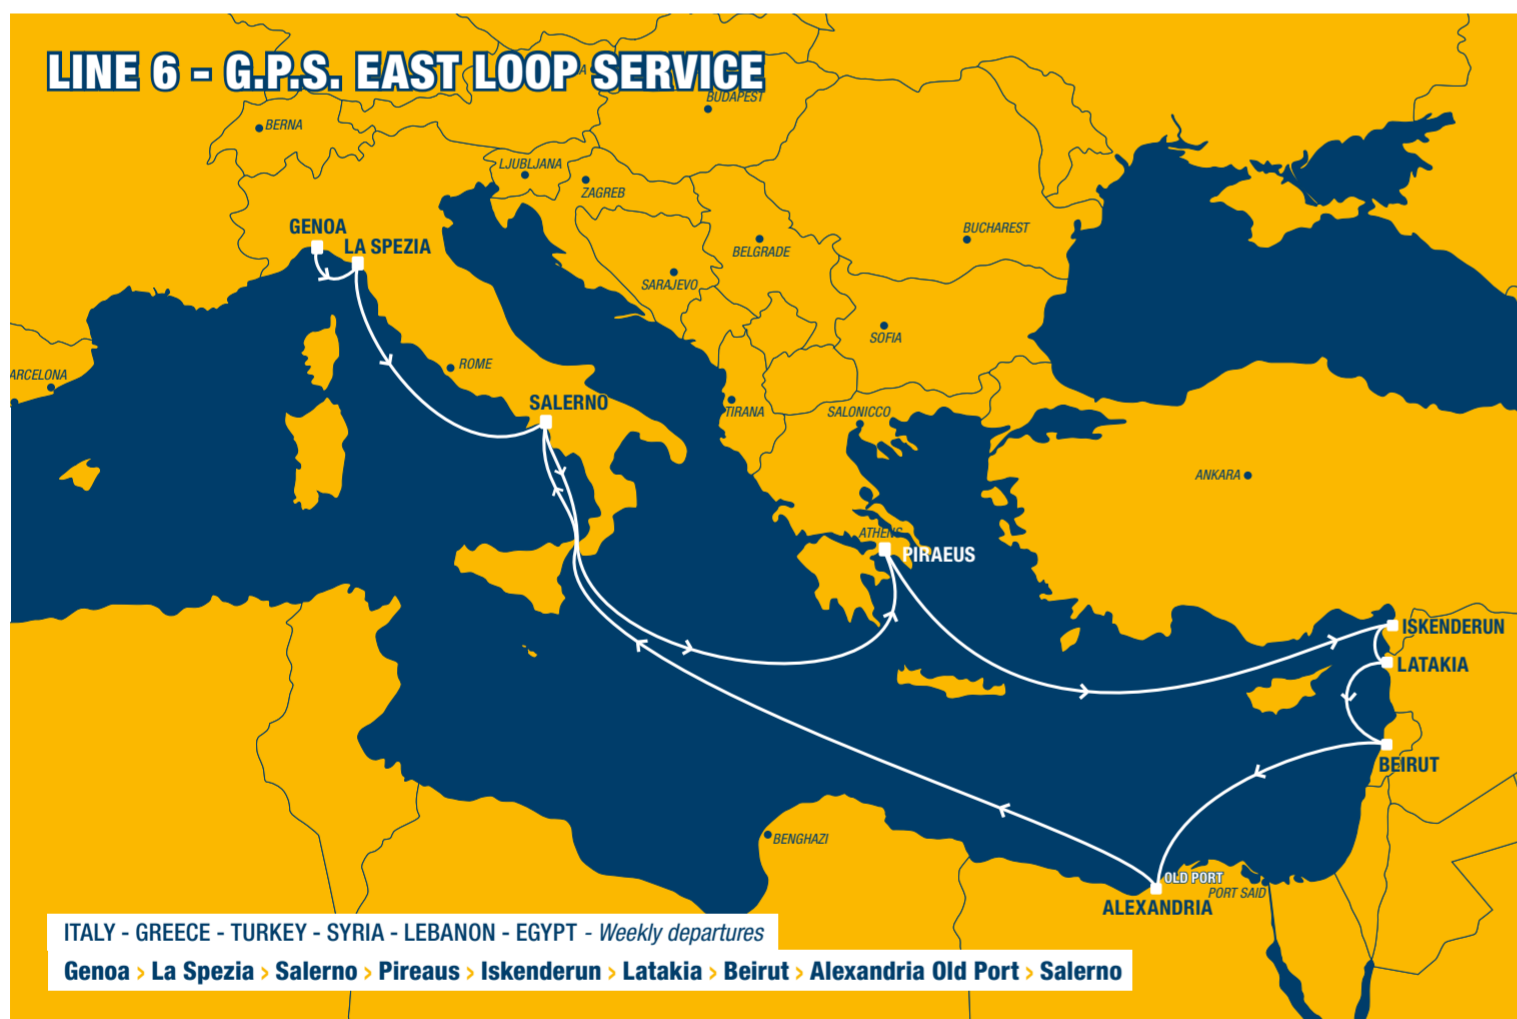 LINE 6 - G.P.S. EAST LOOP SERVICE
BUDAPEST
BERNA
LJUBLJANA
ZAGREB
GENOA
LA SPEZIA
BUCHAREST
BELGRADE
SARAJEVO
SOFIA
ROME
ARCELONA
SALERNO
TIRANA
SALONICCO
ANKARA
ATHENS
PIRAEUS
ISKENDERUN
LATAKIA
BEIRUT
BENGHAZI
OLD PORT
PORT SAID
ALEXANDRIA
ITALY - GREECE - TURKEY - SYRIA - LEBANON - EGYPT - Weekly departures
Genoa › La Spezia › Salerno › Pireaus › Iskenderun › Latakia › Beirut › Alexandria Old Port › Salerno